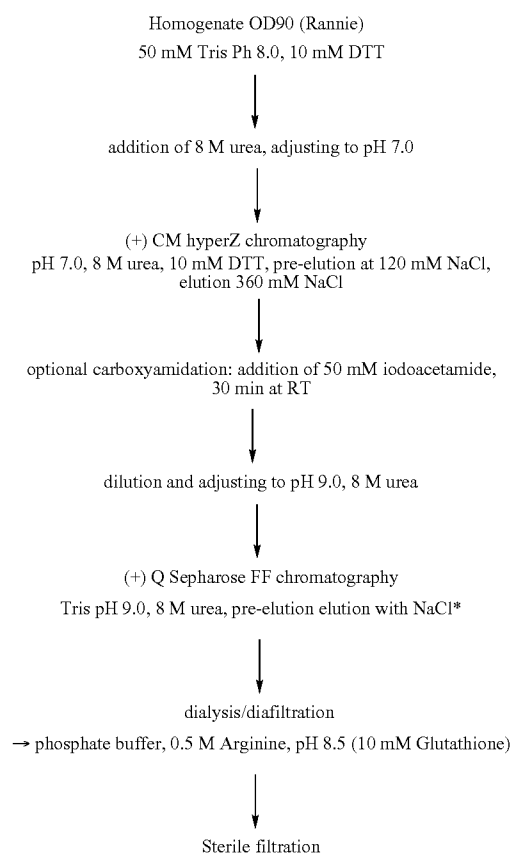 Homogenate OD90 (Rannie)
50 mM Tris Ph 8.0, 10 mM DTT
addition of 8 M urea, adjusting to pH 7.0
(+) CM hyperZ chromatography
pH 7.0, 8 M urea, 10 mM DTT, pre-elution at 120 mM NaCl,
elution 360 mM NaCl
optional carboxyamidation: addition of 50 mM iodoacetamide,
30 min at RT
dilution and adjusting to pH 9.0, 8 M urea
(+) Q Sepharose FF chromatography
Tris pH 9.0, 8 M urea, pre-elution elution with NaCl*
dialysis/diafiltration
→ phosphate buffer, 0.5 M Arginine, pH 8.5 (10 mM Glutathione)
Sterile filtration